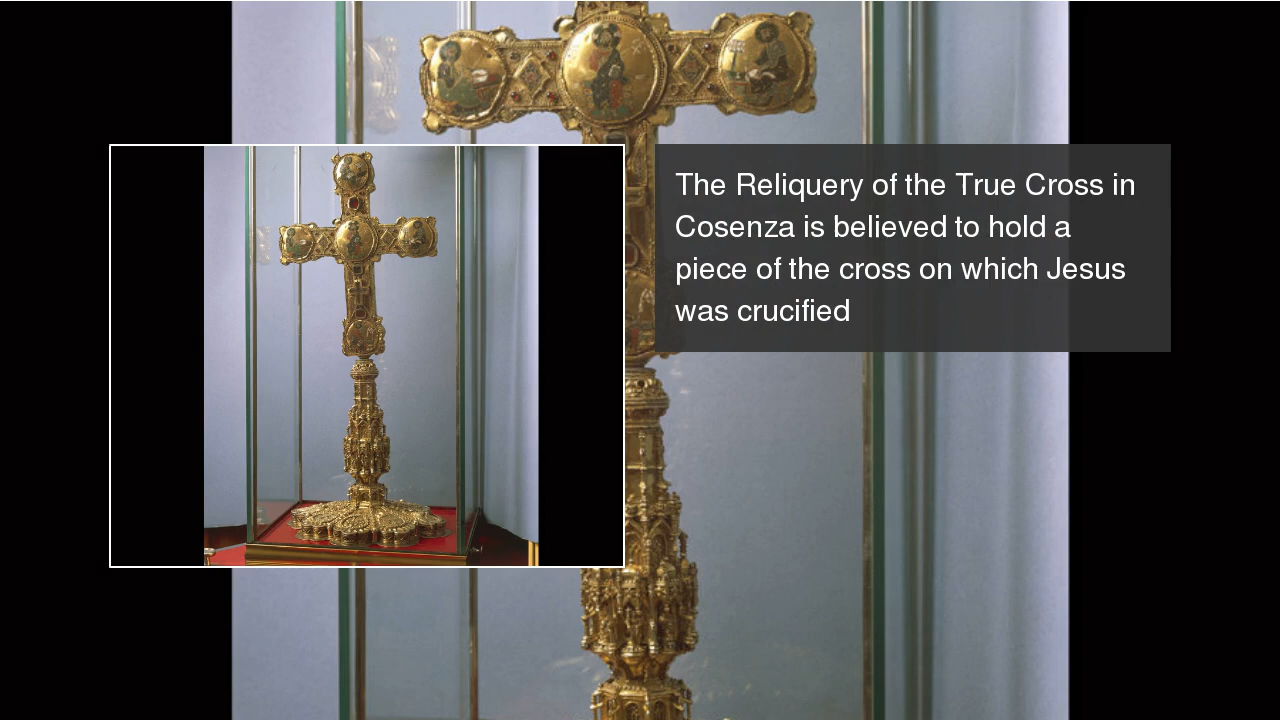 The Reliquery of the True Cross in
Cosenza is believed to hold a
piece of the cross on which Jesus
was crucified